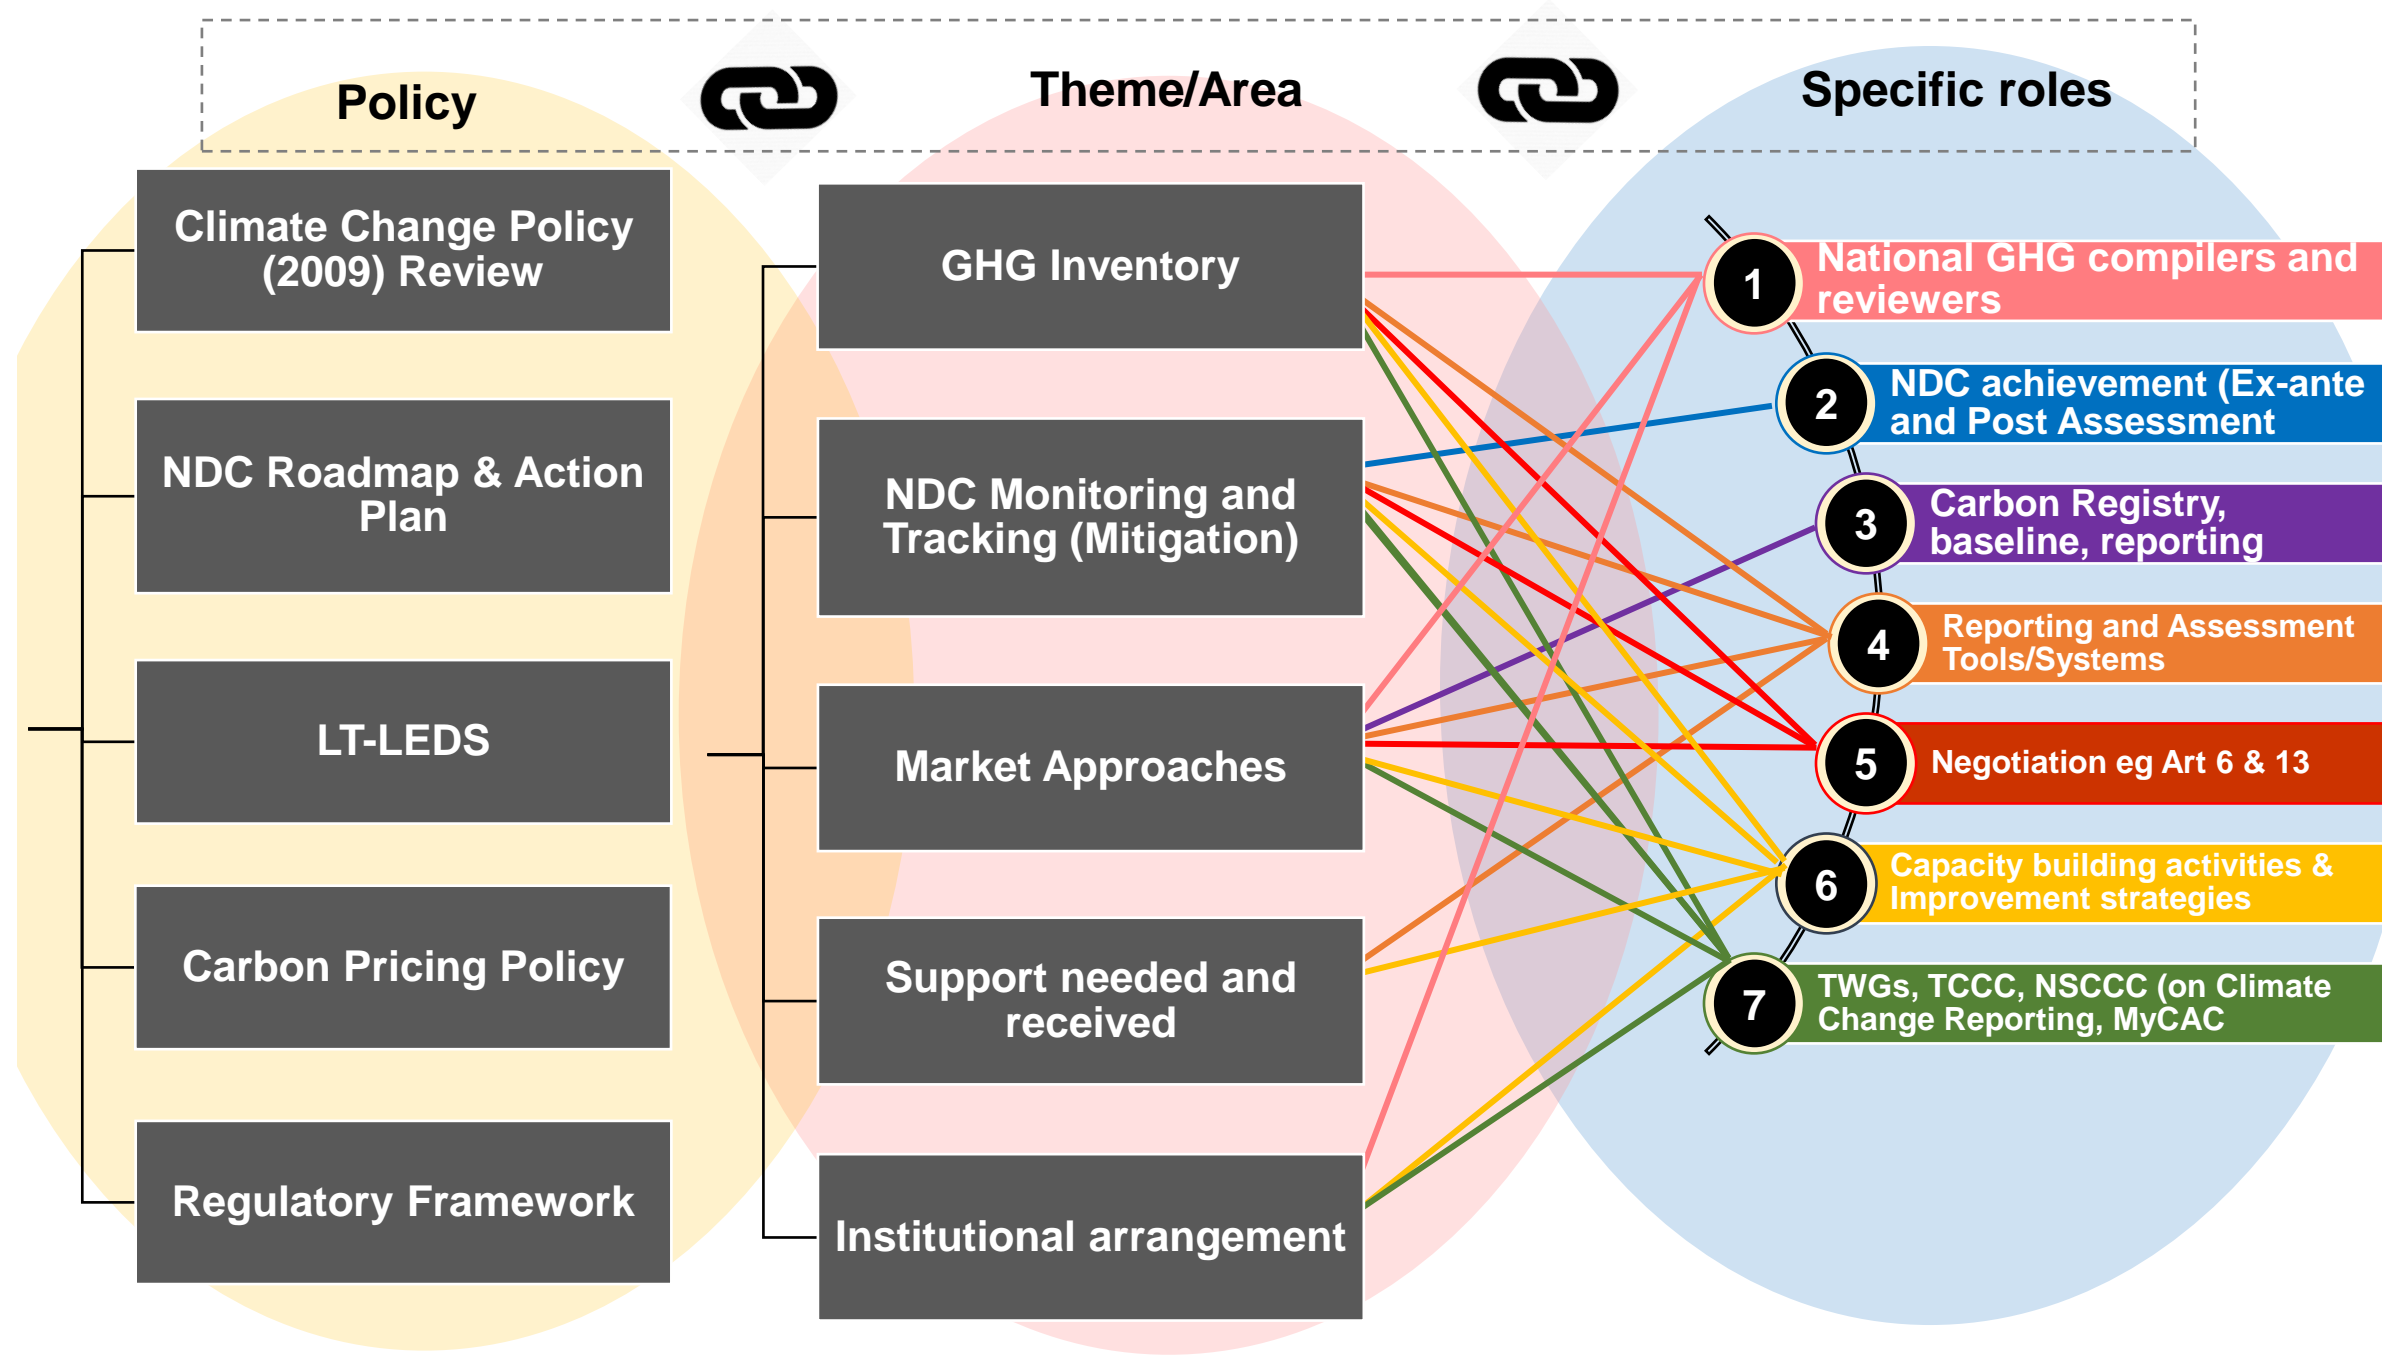 Policy
Theme/Area
Specific roles
Climate Change Policy
(2009) Review
NDC Roadmap & Action
Plan
LT-LEDS
Carbon Pricing Policy
Regulatory Framework
GHG Inventory
NDC Monitoring and
Tracking (Mitigation)
Market Approaches
Support needed and
received
Institutional arrangement
1
National GHG compilers and
reviewers
2
NDC achievement (Ex-ante
and Post Assessment
3
Carbon Registry,
baseline, reporting
4
Reporting and Assessment
Tools/Systems
5
Negotiation eg Art 6 & 13
6
Capacity building activities &
Improvement strategies
7
TWGs, TCCC, NSCCC (on Climate
Change Reporting, MyCAC